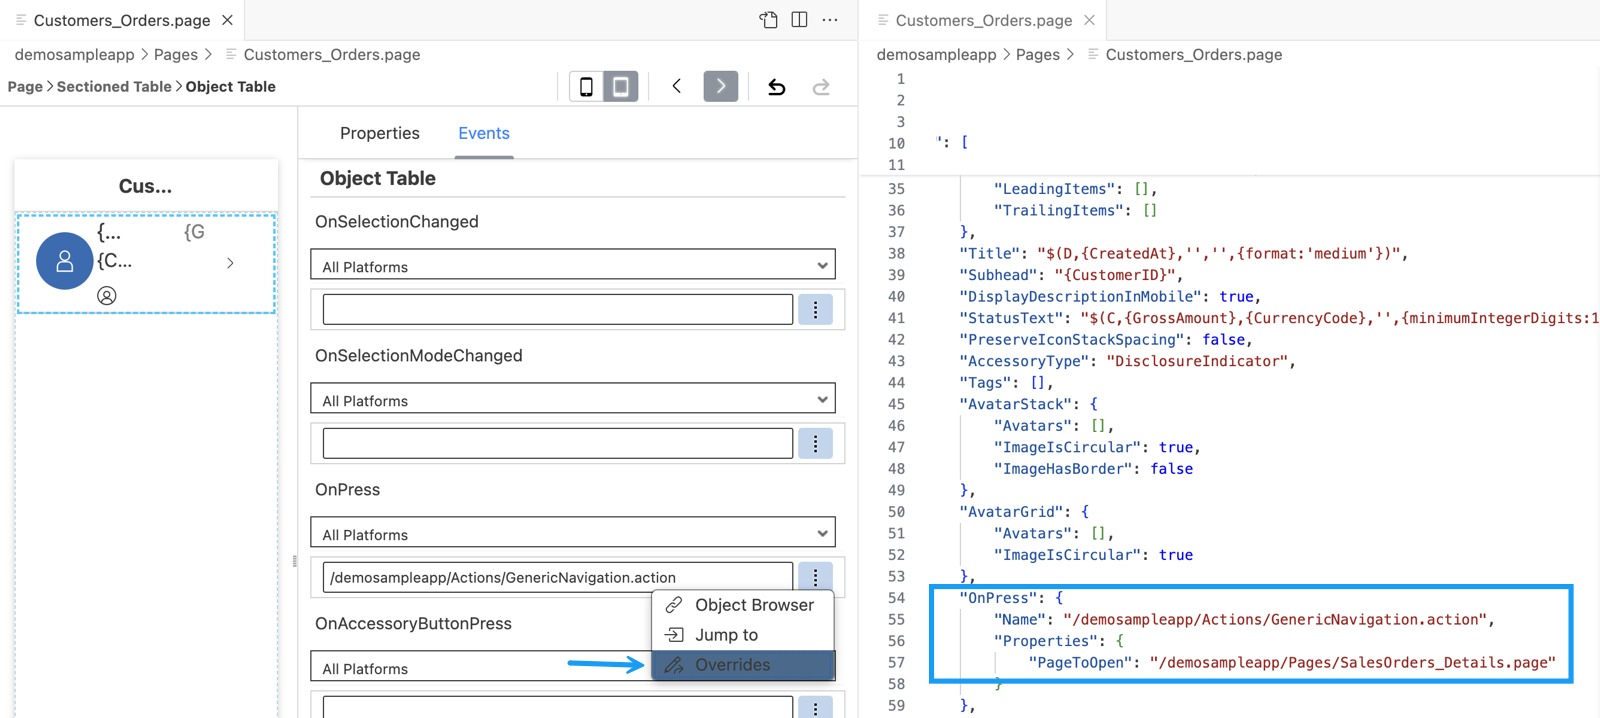 Customers_Orders.page
demosampleapp > Pages > Customers_Orders.page
Page > Sectioned Table > Object Table
Cus...
{...
{G
{C...
Properties
Events
Object Table
OnSelectionChanged
All Platforms
OnSelectionModeChanged
All Platforms
OnPress
All Platforms
/demosampleapp/Actions/GenericNavigation.action
Object Browser
Jump to
Overrides
OnAccessoryButtonPress
All Platforms
Customers_Orders.page
demosampleapp > Pages > Customers_Orders.page
1
2
3
10 ": [
11
35 "LeadingItems": [],
36 "TrailingItems": []
37 },
38 "Title": "$(D,{CreatedAt},'','',{format:'medium'})",
39 "Subhead": "{CustomerID}",
40 "DisplayDescriptionInMobile": true,
41 "StatusText": "$(C,{GrossAmount},{CurrencyCode},'',{minimumIntegerDigits:1
42 "PreserveIconStackSpacing": false,
43 "AccessoryType": "DisclosureIndicator",
44 "Tags": [],
45 "AvatarStack": {
46 "Avatars": [],
47 "ImageIsCircular": true,
48 "ImageHasBorder": false
49 },
50 "AvatarGrid": {
51 "Avatars": [],
52 "ImageIsCircular": true
53 },
54 "OnPress": {
55 "Name": "/demosampleapp/Actions/GenericNavigation.action",
56 "Properties": {
57 "PageToOpen": "/demosampleapp/Pages/SalesOrders_Details.page"
58 }
59 },